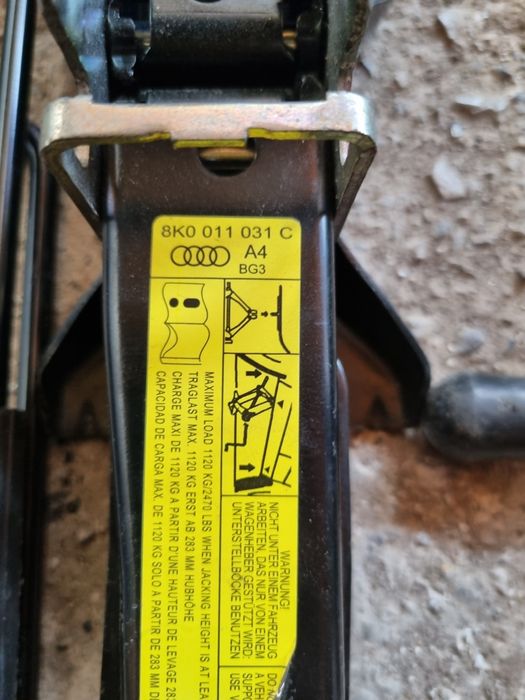 8K0 011 031 C
A4
BG3
MAXIMUM LOAD 1120 KG/2470 LBS WHEN JACKING HEIGHT IS AT
TRAGLAST MAX. 1120 KG ERST AB 283 MM HUBHÖHE
CHARGE MAXI DE 1120 KG A PARTIR D'UNE HAUTEUR DE LEVAGE
CAPACIDAD DE CARGA MAX. DE 1120 KG SOLO A PARTIR DE 283 MM
WARNUNG!
NICHT UNTER EINEM FAHRZEUG
ARBEITEN, DAS NUR VON EINEM
WAGENHEBER GESTÜTZT WIRD:
UNTERSTELLBÖCKE BENUTZEN